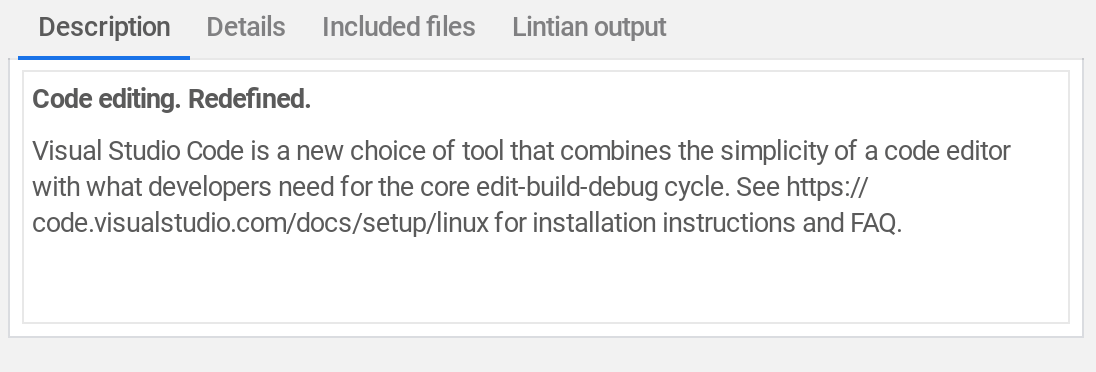 Description Details Included files Lintian output
Code editing. Redefined.
Visual Studio Code is a new choice of tool that combines the simplicity of a code editor
with what developers need for the core edit-build-debug cycle. See https://
code.visualstudio.com/docs/setup/linux for installation instructions and FAQ.